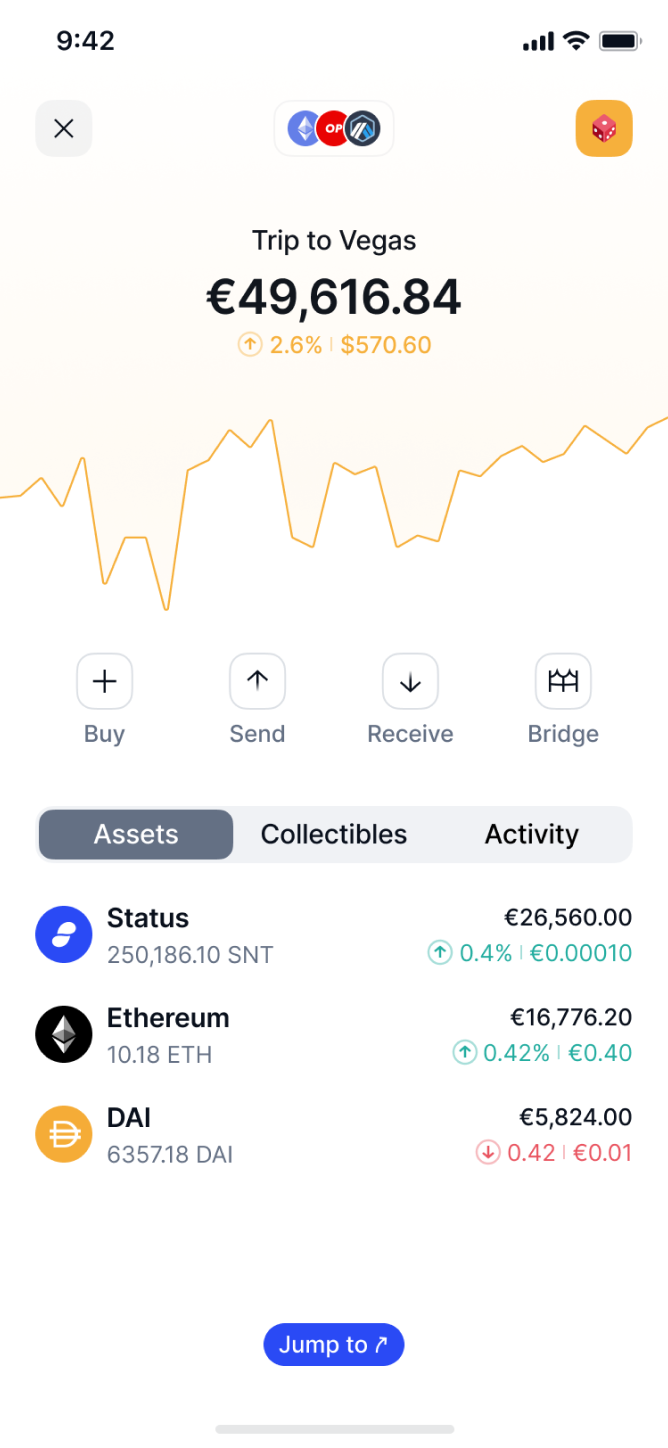 9:42
OP
Trip to Vegas
€49,616.84
2.6% $570.60
Buy Send Receive Bridge
Assets Collectibles Activity
Status €26,560.00
250,186.10 SNT 0.4% €0.00010
Ethereum €16,776.20
10.18 ETH 0.42% €0.40
DAI €5,824.00
6357.18 DAI 0.42 €0.01
Jump to ↗